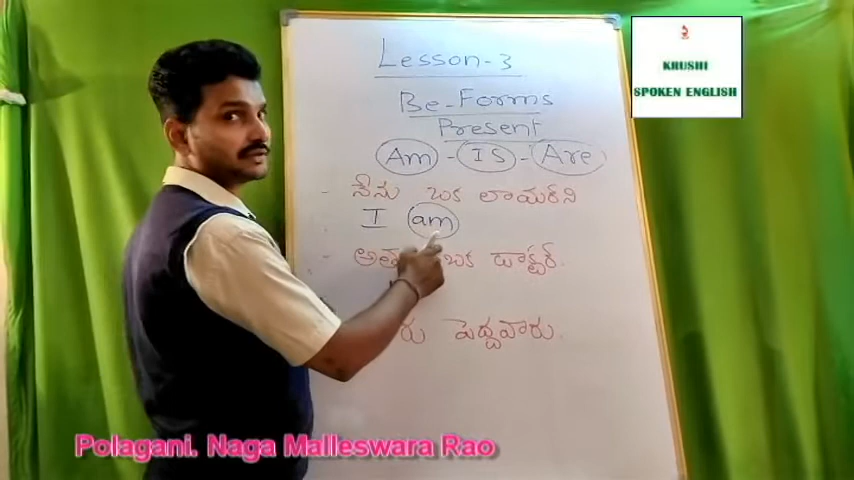 Lesson-3
Be-Forms
Present
Am - Is - Are
నేను ఒక లాయర్‌ని
I am
ఒక డాక్టర్.
పెద్దవారు.
KRUSHI
SPOKEN ENGLISH
Polagani. Naga Malleswara Rao